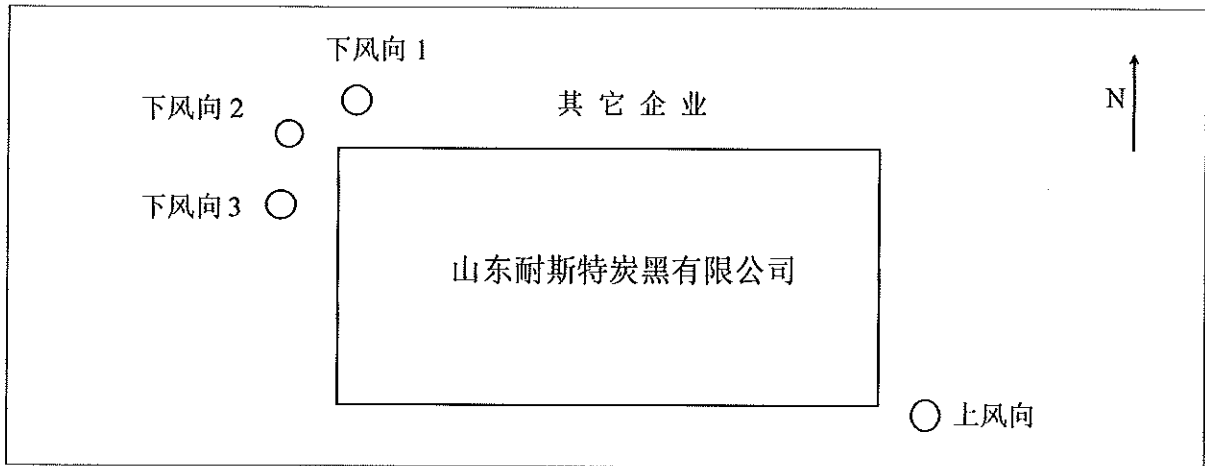 下风向 1
下风向 2
其 它 企 业
N
下风向 3
山东耐斯特炭黑有限公司
上风向